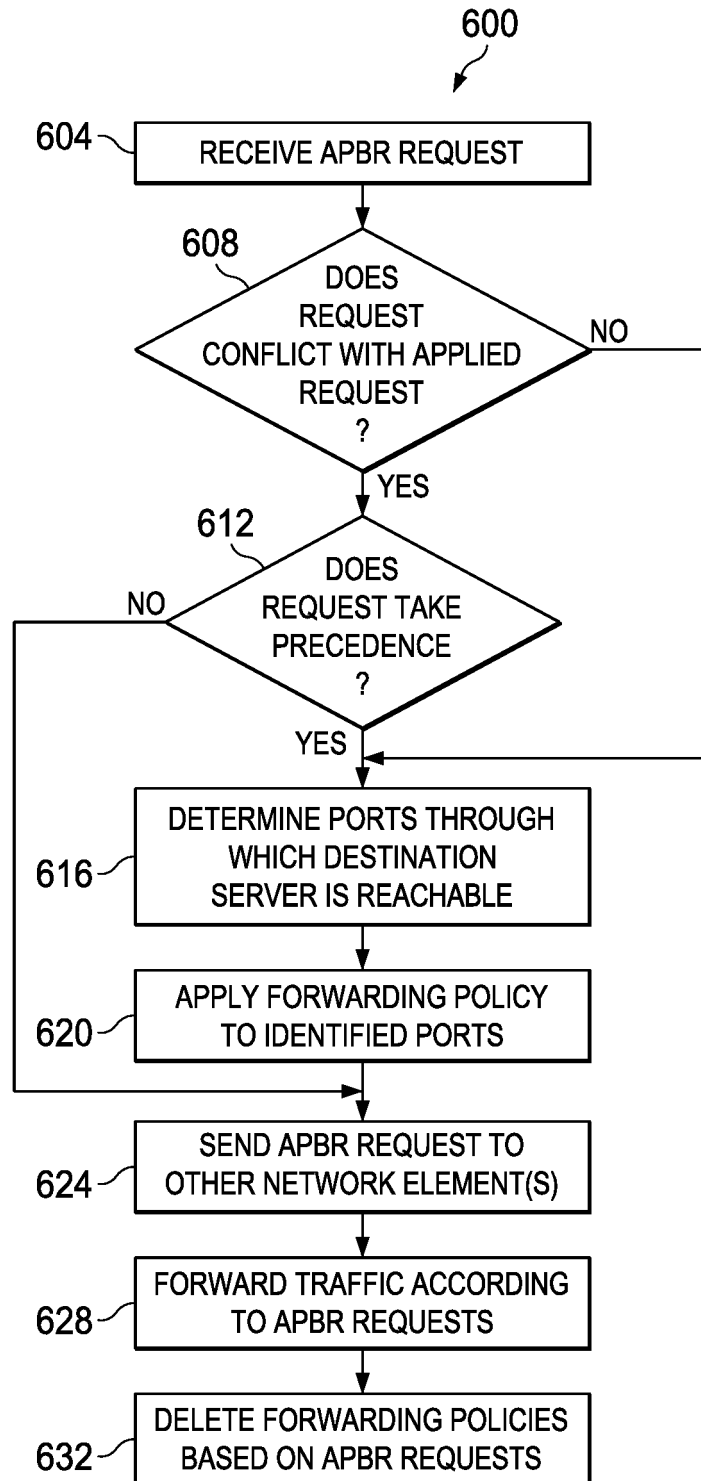 600
604
RECEIVE APBR REQUEST
608
DOES
REQUEST
CONFLICT WITH APPLIED
REQUEST
?
NO
YES
612
DOES
REQUEST TAKE
PRECEDENCE
?
NO
YES
616
DETERMINE PORTS THROUGH
WHICH DESTINATION
SERVER IS REACHABLE
620
APPLY FORWARDING POLICY
TO IDENTIFIED PORTS
624
SEND APBR REQUEST TO
OTHER NETWORK ELEMENT(S)
628
FORWARD TRAFFIC ACCORDING
TO APBR REQUESTS
632
DELETE FORWARDING POLICIES
BASED ON APBR REQUESTS